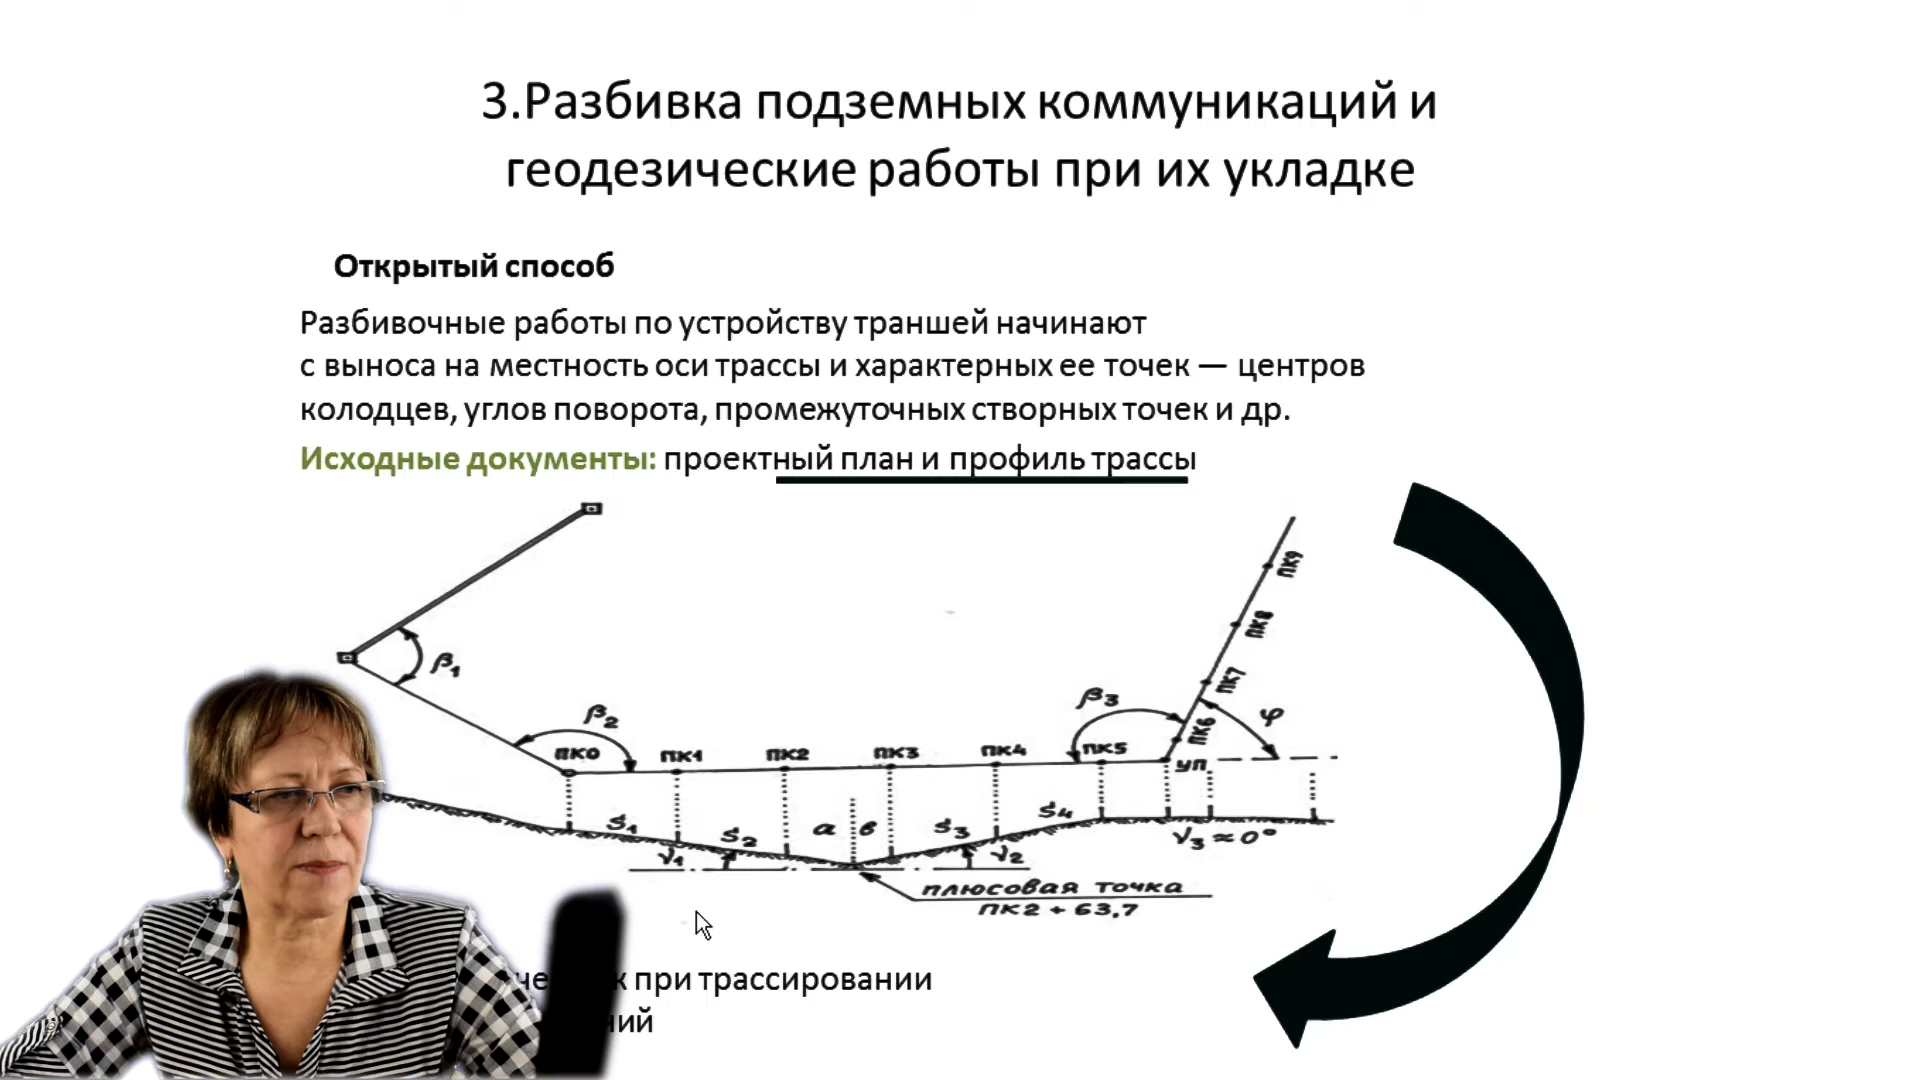 3.Разбивка подземных коммуникаций и
геодезические работы при их укладке
Открытый способ
Разбивочные работы по устройству траншей начинают
с выноса на местность оси трассы и характерных ее точек — центров
колодцев, углов поворота, промежуточных створных точек и др.
Исходные документы: проектный план и профиль трассы
ПК9
ПК8
β₁
ПК7
β₃
β₂
φ
ПК6
ПК0
ПК1
ПК2
ПК3
ПК4
ПК5
УП
S₁
S₂
а
в
S₃
S₄
ν₁
ν₂
ν₃ ≈ 0°
плюсовая точка
ПК2 + 63,7
при трассировании